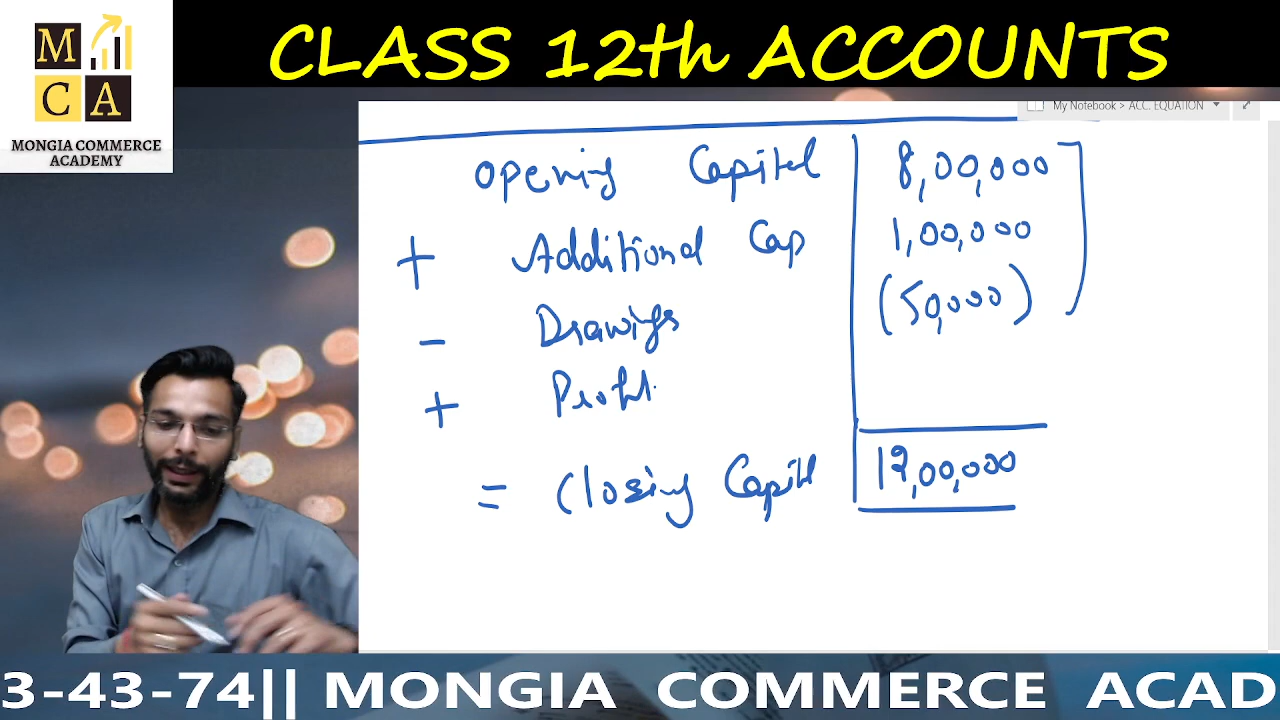 M
C A
MONGIA COMMERCE
ACADEMY
CLASS 12th ACCOUNTS
My Notebook > ACC. EQUATION
Opening Capital 8,00,000
+ Additional Cap 1,00,000
- Drawings (50,000)
+ Profit
= Closing Capitl 12,00,000
3-43-74|| MONGIA COMMERCE ACAD